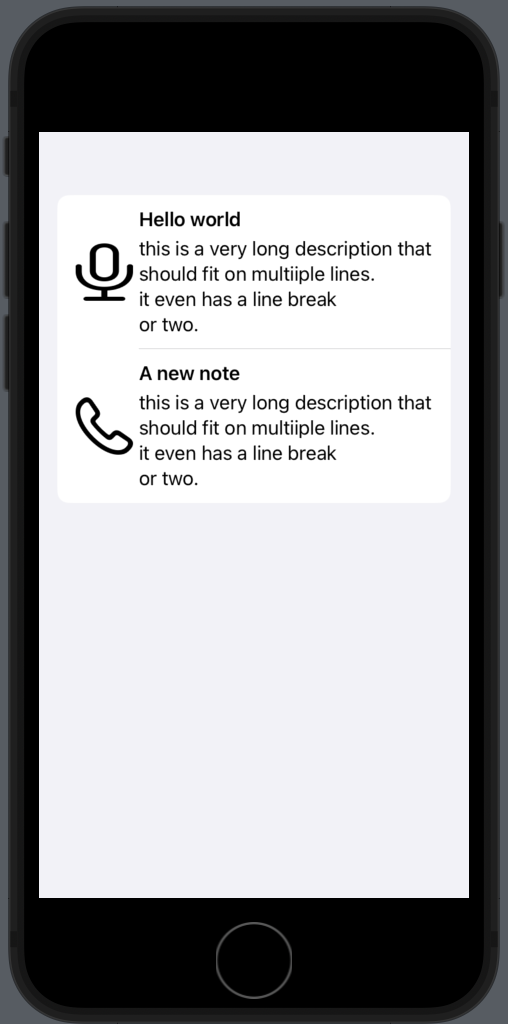 Hello world
this is a very long description that
should fit on multiiple lines.
it even has a line break
or two.
A new note
this is a very long description that
should fit on multiiple lines.
it even has a line break
or two.